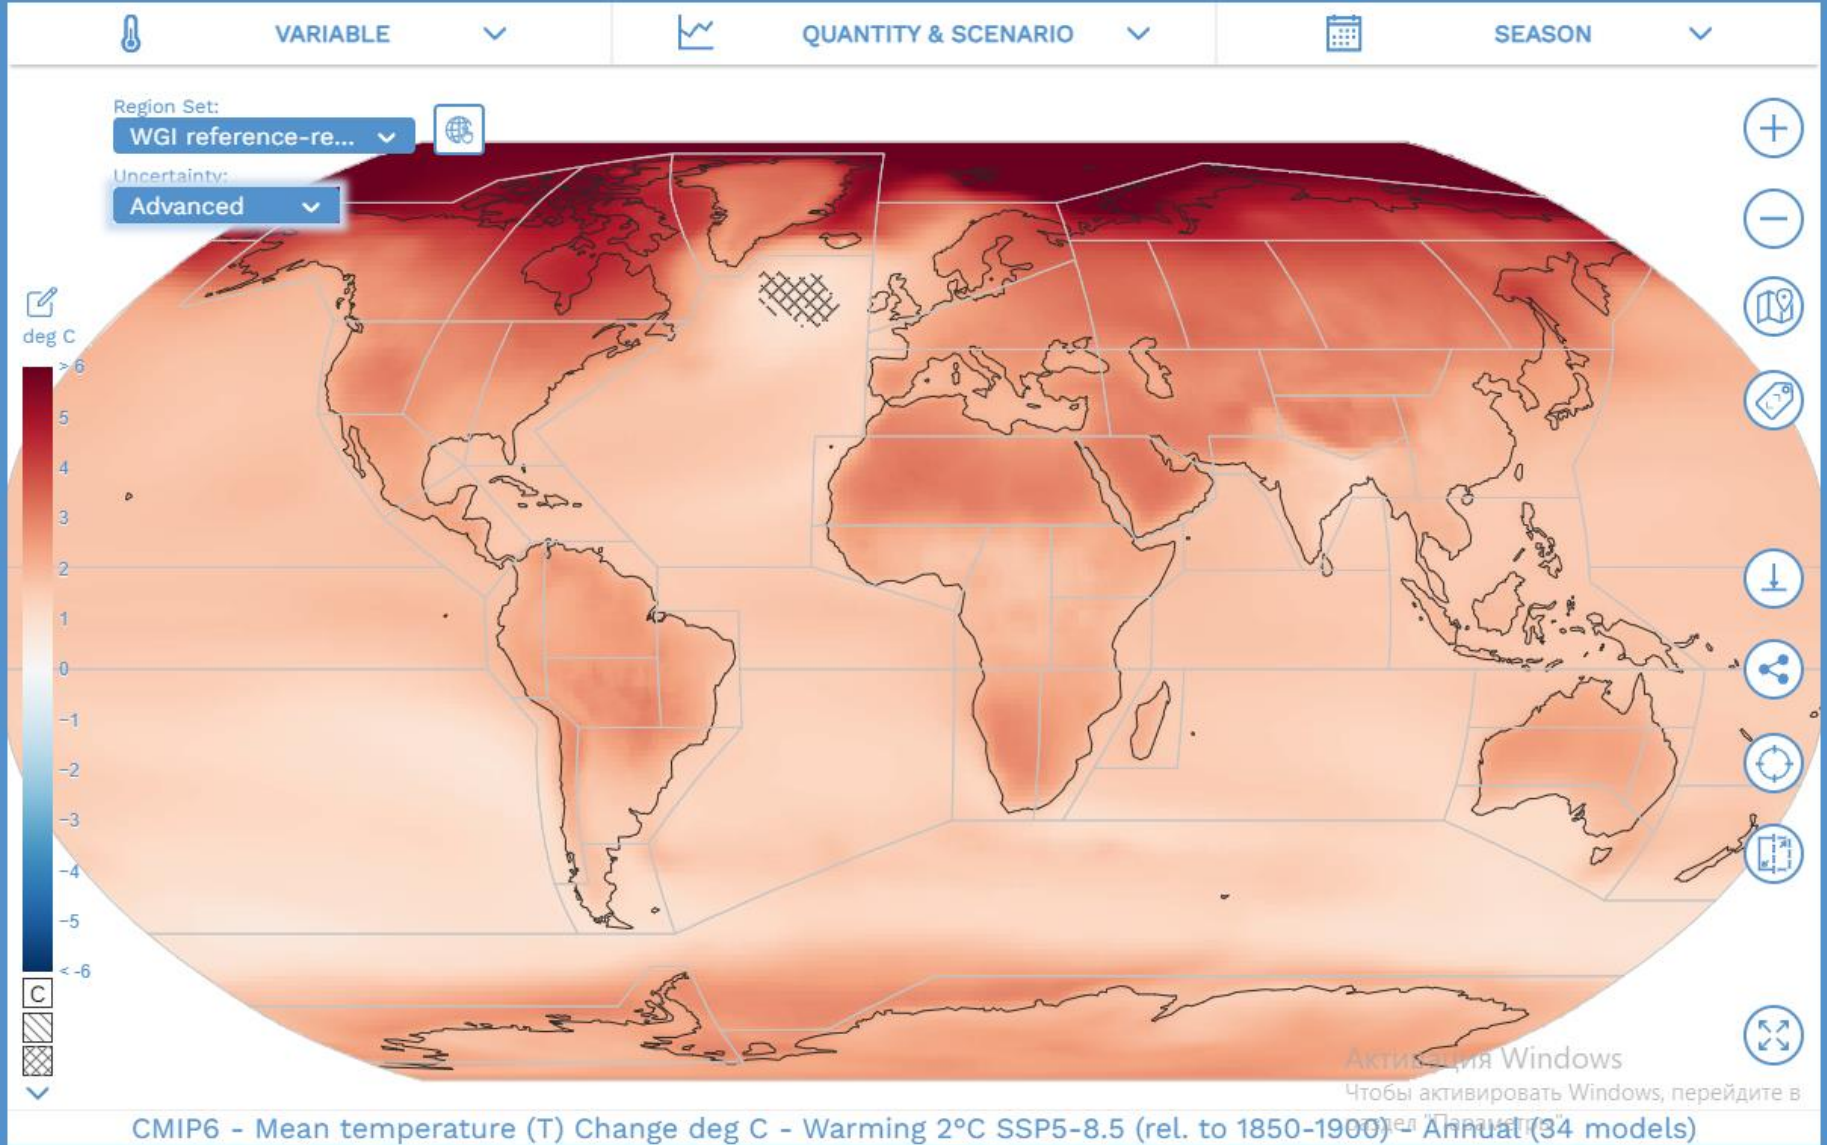 VARIABLE
QUANTITY & SCENARIO
SEASON
Region Set:
WGI reference-re...
Uncertainty:
Advanced
deg C
> 6
5
4
3
2
1
0
−1
−2
−3
−4
−5
< -6
C
Активация Windows
Чтобы активировать Windows, перейдите в
раздел "Параметры".
CMIP6 - Mean temperature (T) Change deg C - Warming 2°C SSP5-8.5 (rel. to 1850-1900) - Annual (34 models)